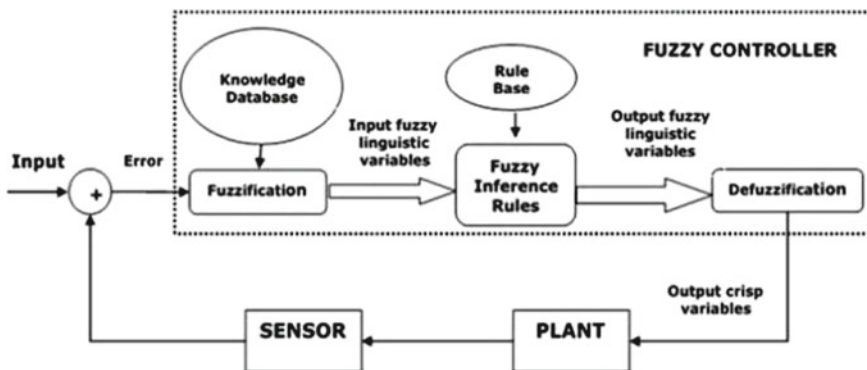 FUZZY CONTROLLER
Knowledge
Database
Rule
Base
Input fuzzy
linguistic
variables
Output fuzzy
linguistic
variables
Input
Error
+
Fuzzification
Fuzzy
Inference
Rules
Defuzzification
Output crisp
variables
SENSOR
PLANT